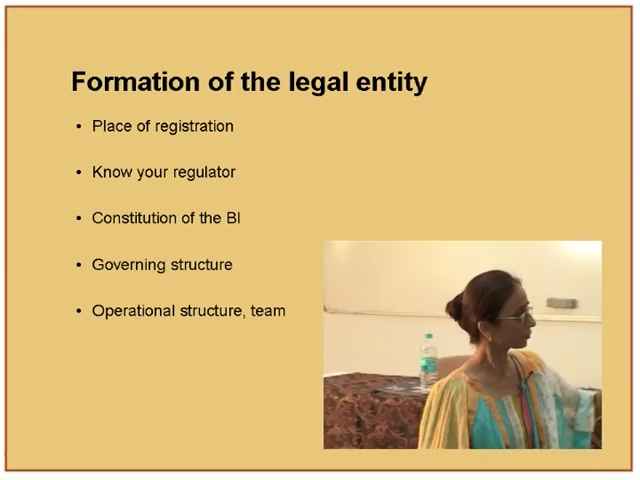 Formation of the legal entity
• Place of registration
• Know your regulator
• Constitution of the BI
• Governing structure
• Operational structure, team